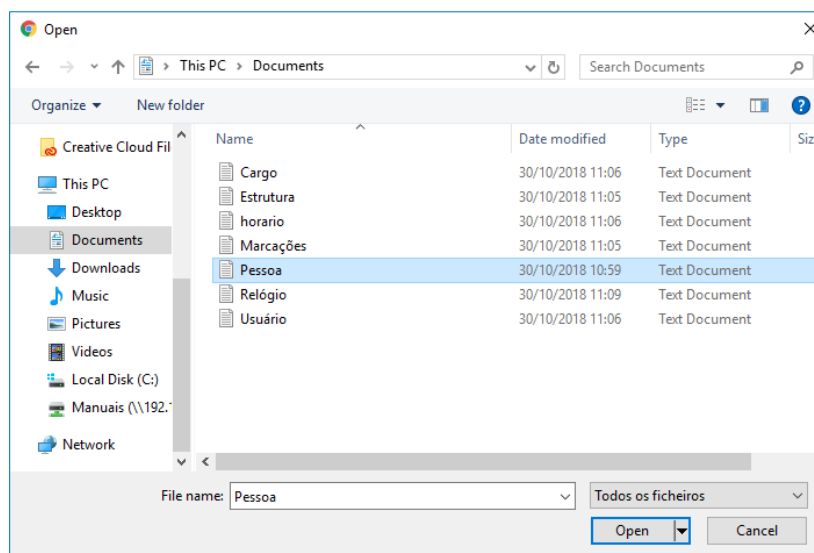 Open
This PC > Documents
Search Documents
Organize
New folder
Name
Date modified
Type
Siz
Creative Cloud Fil
This PC
Desktop
Documents
Downloads
Music
Pictures
Videos
Local Disk (C:)
Manuais (\\192.1
Network
Cargo 30/10/2018 11:06 Text Document
Estrutura 30/10/2018 11:05 Text Document
horario 30/10/2018 11:06 Text Document
Marcações 30/10/2018 11:05 Text Document
Pessoa 30/10/2018 10:59 Text Document
Relógio 30/10/2018 11:09 Text Document
Usuário 30/10/2018 11:06 Text Document
File name: Pessoa
Todos os ficheiros
Open
Cancel